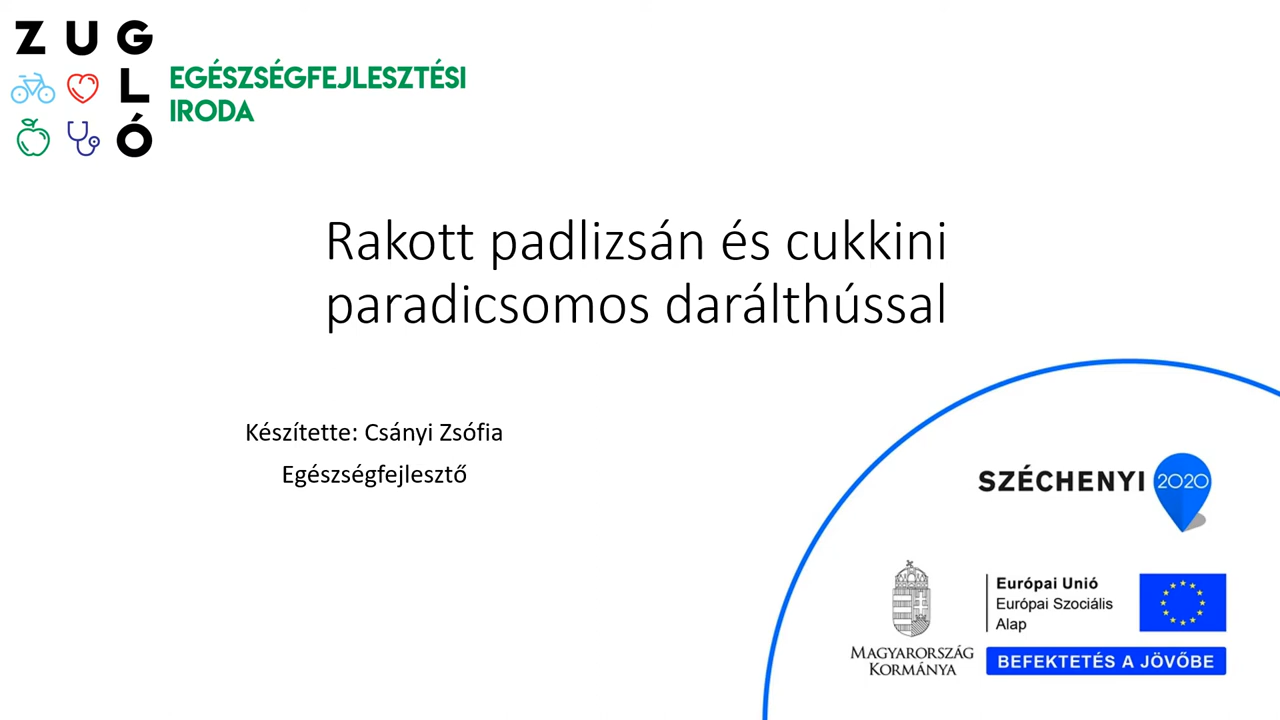 ZUG
L
Ó
EGÉSZSÉGFEJLESZTÉSI
IRODA
Rakott padlizsán és cukkini
paradicsomos darálthússal
Készítette: Csányi Zsófia
Egészségfejlesztő
SZÉCHENYI 2020
MAGYARORSZÁG
KORMÁNYA
Európai Unió
Európai Szociális
Alap
BEFEKTETÉS A JÖVŐBE